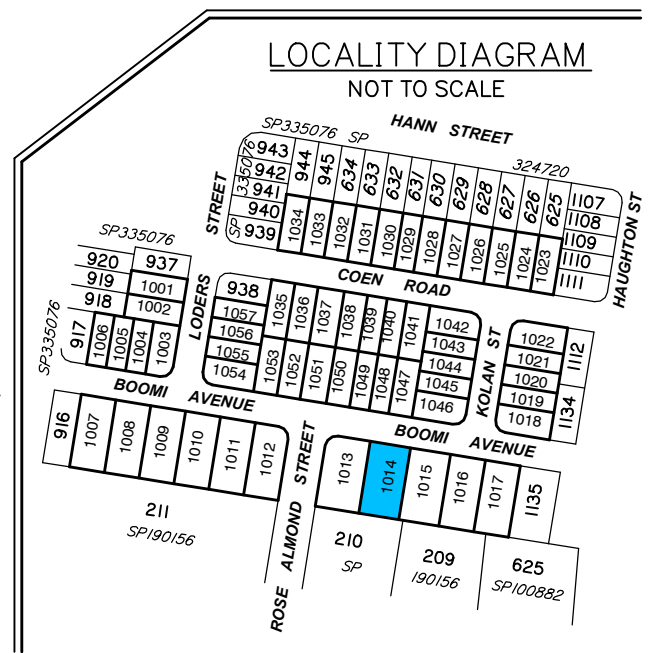 LOCALITY DIAGRAM
NOT TO SCALE
HANN STREET
SP335076 SP 324720
943 944 945 634 633 632 631 630 629 628 627 626 625 1107
942 1108
941 1109
940 1110
939 1111
335076
SP
STREET
HAUGHTON ST
1034 1033 1032 1031 1030 1029 1028 1027 1026 1025 1024 1023
COEN ROAD
SP335076
920 937
919 1001
918 1002
917 1006 1005 1004 1003
SP335076
LODERS
938 1035 1036 1037 1038 1039 1040 1041 1042
1057 1043
1056 1044
1055 1045
1054 1053 1052 1051 1050 1049 1048 1047 1046
KOLAN ST
1022 1112
1021
1020
1019 1134
1018
BOOMI AVENUE
BOOMI AVENUE
916 1007 1008 1009 1010 1011 1012
ROSE ALMOND STREET
1013 1014 1015 1016 1017 1135
211
SP190156
210
SP
209
190156
625
SP100882